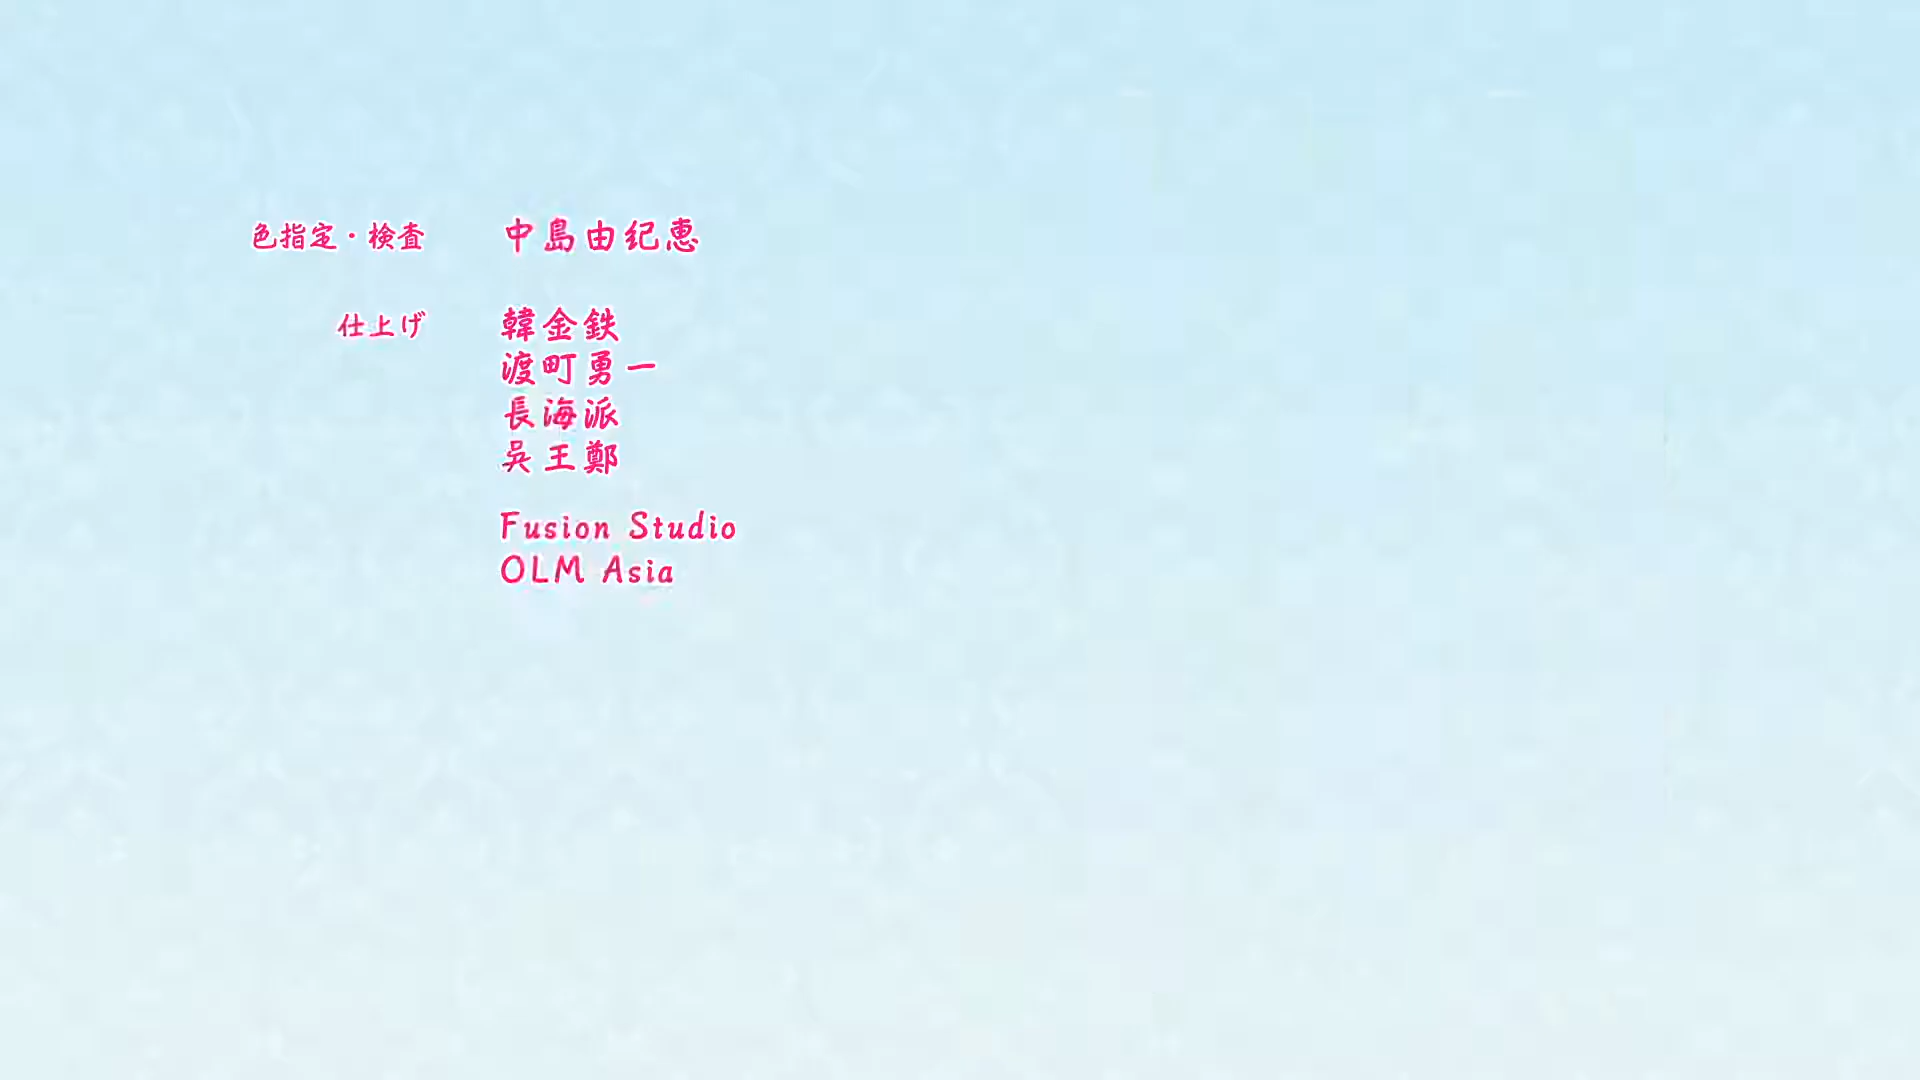 色指定・検査 中島由紀恵
仕上げ 韓金鉄
渡町勇一
長海派
呉王鄭
Fusion Studio
OLM Asia